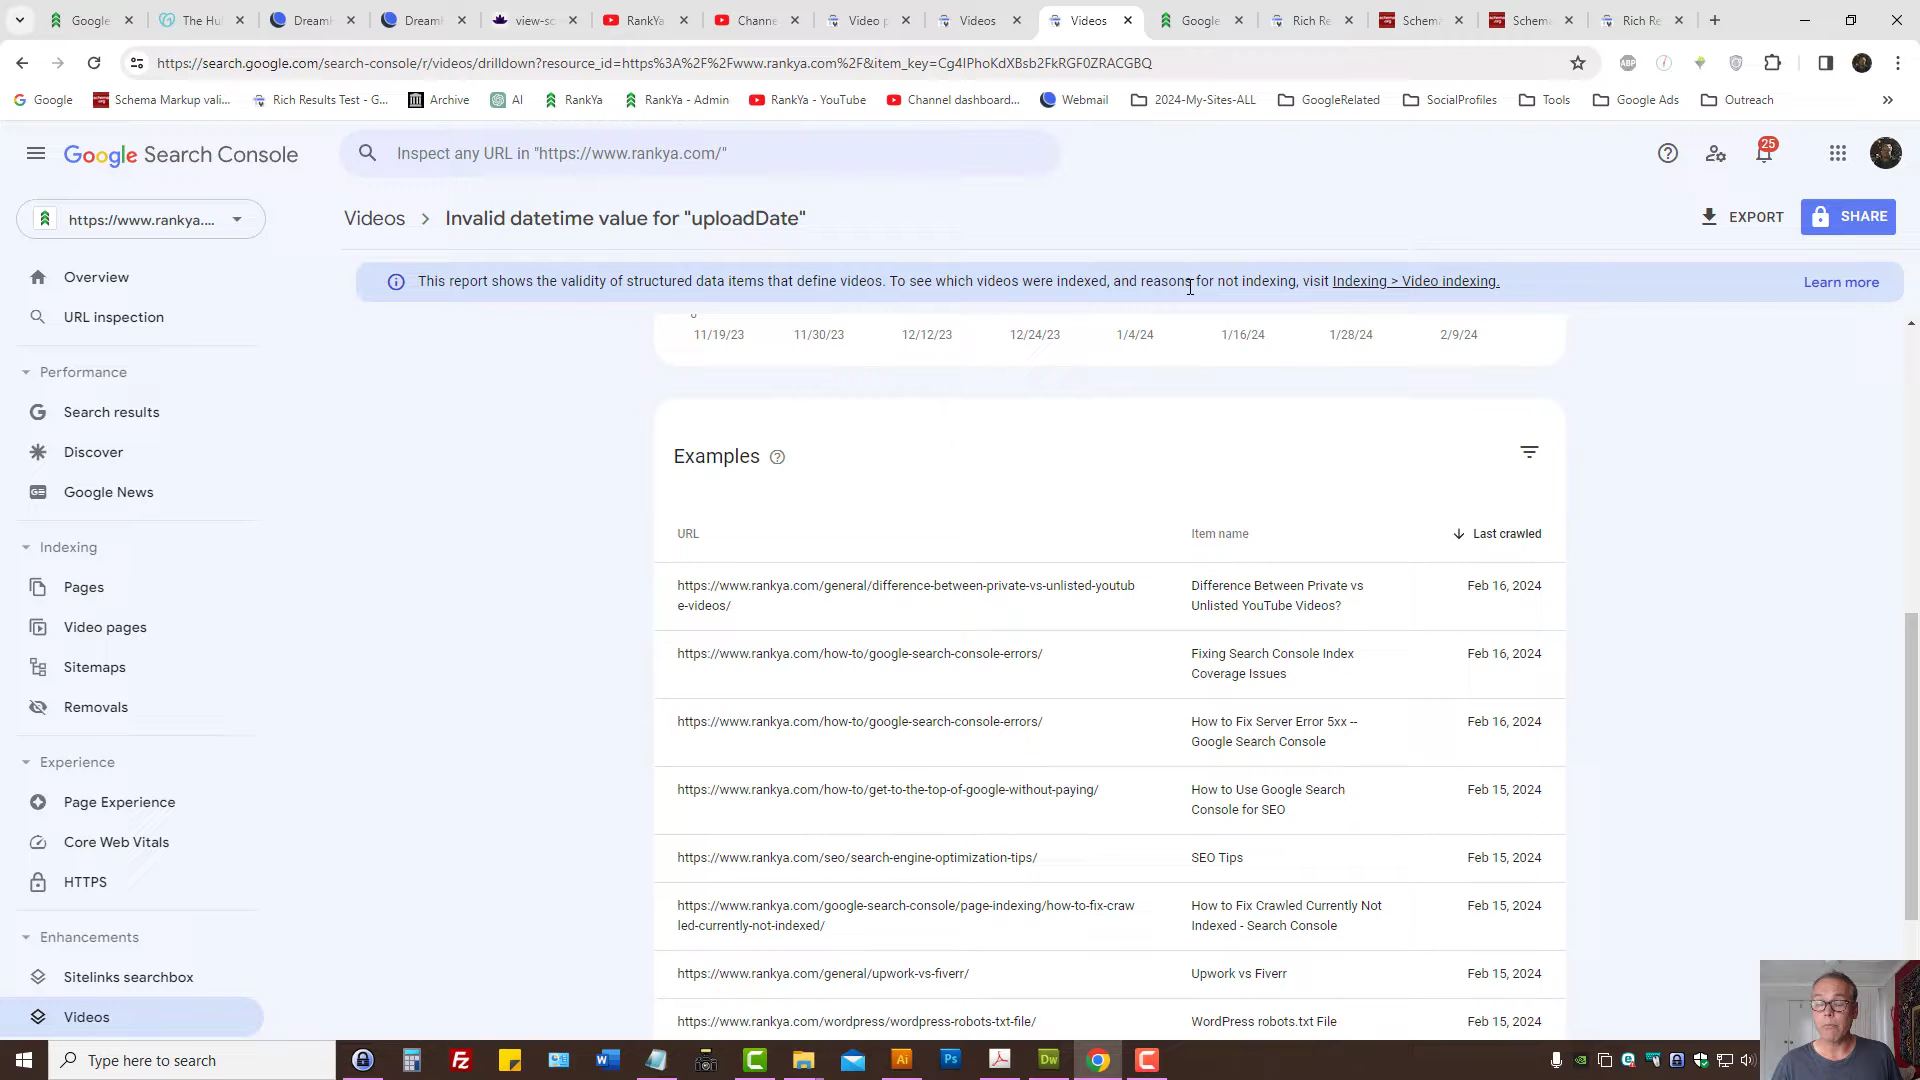 Google
The Hu
DreamH
DreamH
view-sc
RankYa
Channe
Video p
Videos
Videos
Google
Rich Re
Schema
Schema
Rich Re
https://search.google.com/search-console/r/videos/drilldown?resource_id=https%3A%2F%2Fwww.rankya.com%2F&item_key=Cg4IPhoKdXBsb2FkRGF0ZRACGBQ
Google
Schema Markup vali...
Rich Results Test - G...
Archive
AI
RankYa
RankYa - Admin
RankYa - YouTube
Channel dashboard...
Webmail
2024-My-Sites-ALL
GoogleRelated
SocialProfiles
Tools
Google Ads
Outreach
Google Search Console
Inspect any URL in "https://www.rankya.com/"
25
https://www.rankya....
Videos > Invalid datetime value for "uploadDate"
EXPORT
SHARE
This report shows the validity of structured data items that define videos. To see which videos were indexed, and reasons for not indexing, visit Indexing > Video indexing.
Learn more
Overview
URL inspection
Performance
Search results
Discover
Google News
Indexing
Pages
Video pages
Sitemaps
Removals
Experience
Page Experience
Core Web Vitals
HTTPS
Enhancements
Sitelinks searchbox
Videos
0
11/19/23 11/30/23 12/12/23 12/24/23 1/4/24 1/16/24 1/28/24 2/9/24
Examples
URL Item name Last crawled
https://www.rankya.com/general/difference-between-private-vs-unlisted-youtub Difference Between Private vs Feb 16, 2024
e-videos/ Unlisted YouTube Videos?
https://www.rankya.com/how-to/google-search-console-errors/ Fixing Search Console Index Feb 16, 2024
Coverage Issues
https://www.rankya.com/how-to/google-search-console-errors/ How to Fix Server Error 5xx -- Feb 16, 2024
Google Search Console
https://www.rankya.com/how-to/get-to-the-top-of-google-without-paying/ How to Use Google Search Feb 15, 2024
Console for SEO
https://www.rankya.com/seo/search-engine-optimization-tips/ SEO Tips Feb 15, 2024
https://www.rankya.com/google-search-console/page-indexing/how-to-fix-craw How to Fix Crawled Currently Not Feb 15, 2024
led-currently-not-indexed/ Indexed - Search Console
https://www.rankya.com/general/upwork-vs-fiverr/ Upwork vs Fiverr Feb 15, 2024
https://www.rankya.com/wordpress/wordpress-robots-txt-file/ WordPress robots.txt File Feb 15, 2024
Type here to search
Ai
Ps
Dw